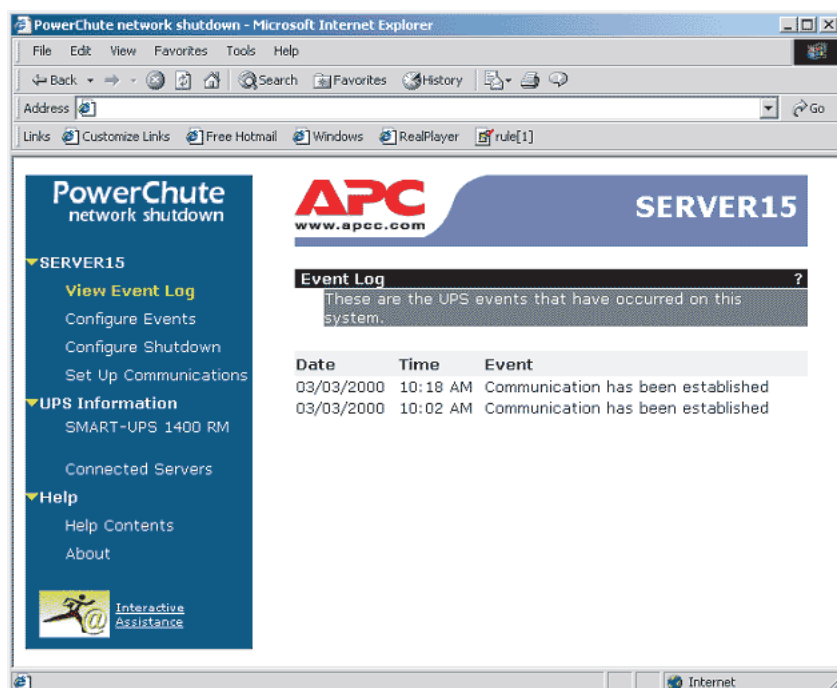 PowerChute network shutdown - Microsoft Internet Explorer
File Edit View Favorites Tools Help
Back Search Favorites History
Address Go
Links Customize Links Free Hotmail Windows RealPlayer rule[1]
PowerChute
network shutdown
SERVER15
View Event Log
Configure Events
Configure Shutdown
Set Up Communications
UPS Information
SMART-UPS 1400 RM
Connected Servers
Help
Help Contents
About
Interactive
Assistance
APC
www.apcc.com
SERVER15
Event Log ?
These are the UPS events that have occurred on this
system.
Date Time Event
03/03/2000 10:18 AM Communication has been established
03/03/2000 10:02 AM Communication has been established
Internet